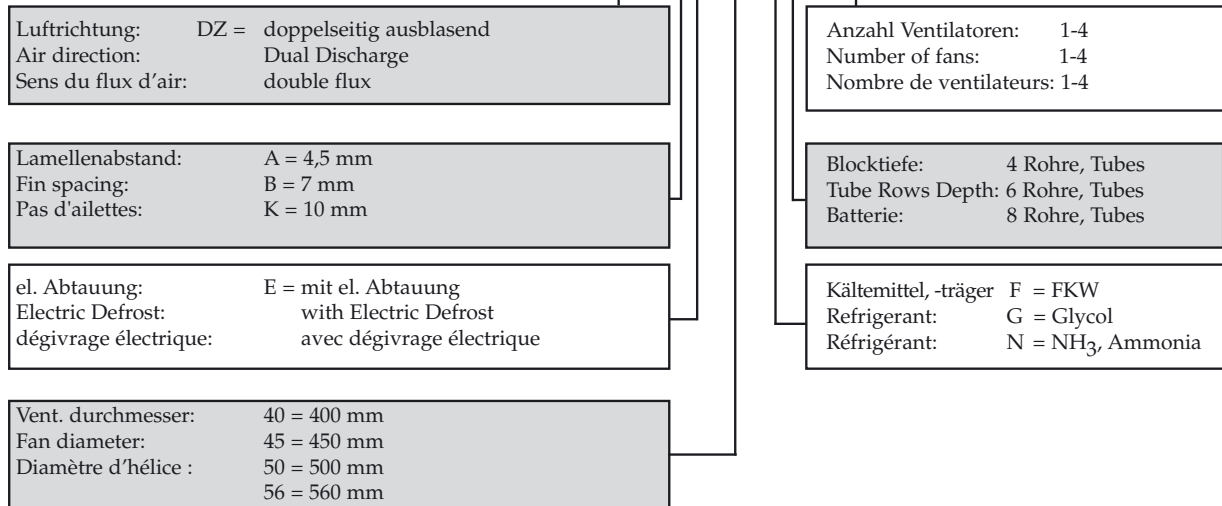 Luftrichtung: DZ = doppelseitig ausblasend
Air direction: Dual Discharge
Sens du flux d’air: double flux
Lamellenabstand: A = 4,5 mm
Fin spacing: B = 7 mm
Pas d'ailettes: K = 10 mm
el. Abtauung: E = mit el. Abtauung
Electric Defrost: with Electric Defrost
dégivrage électrique: avec dégivrage électrique
Vent. durchmesser: 40 = 400 mm
Fan diameter: 45 = 450 mm
Diamètre d’hélice : 50 = 500 mm
56 = 560 mm
Anzahl Ventilatoren: 1-4
Number of fans: 1-4
Nombre de ventilateurs: 1-4
Blocktiefe: 4 Rohre, Tubes
Tube Rows Depth: 6 Rohre, Tubes
Batterie: 8 Rohre, Tubes
Kältemittel, -träger F = FKW
Refrigerant: G = Glycol
Réfrigérant: N = NH₃, Ammonia